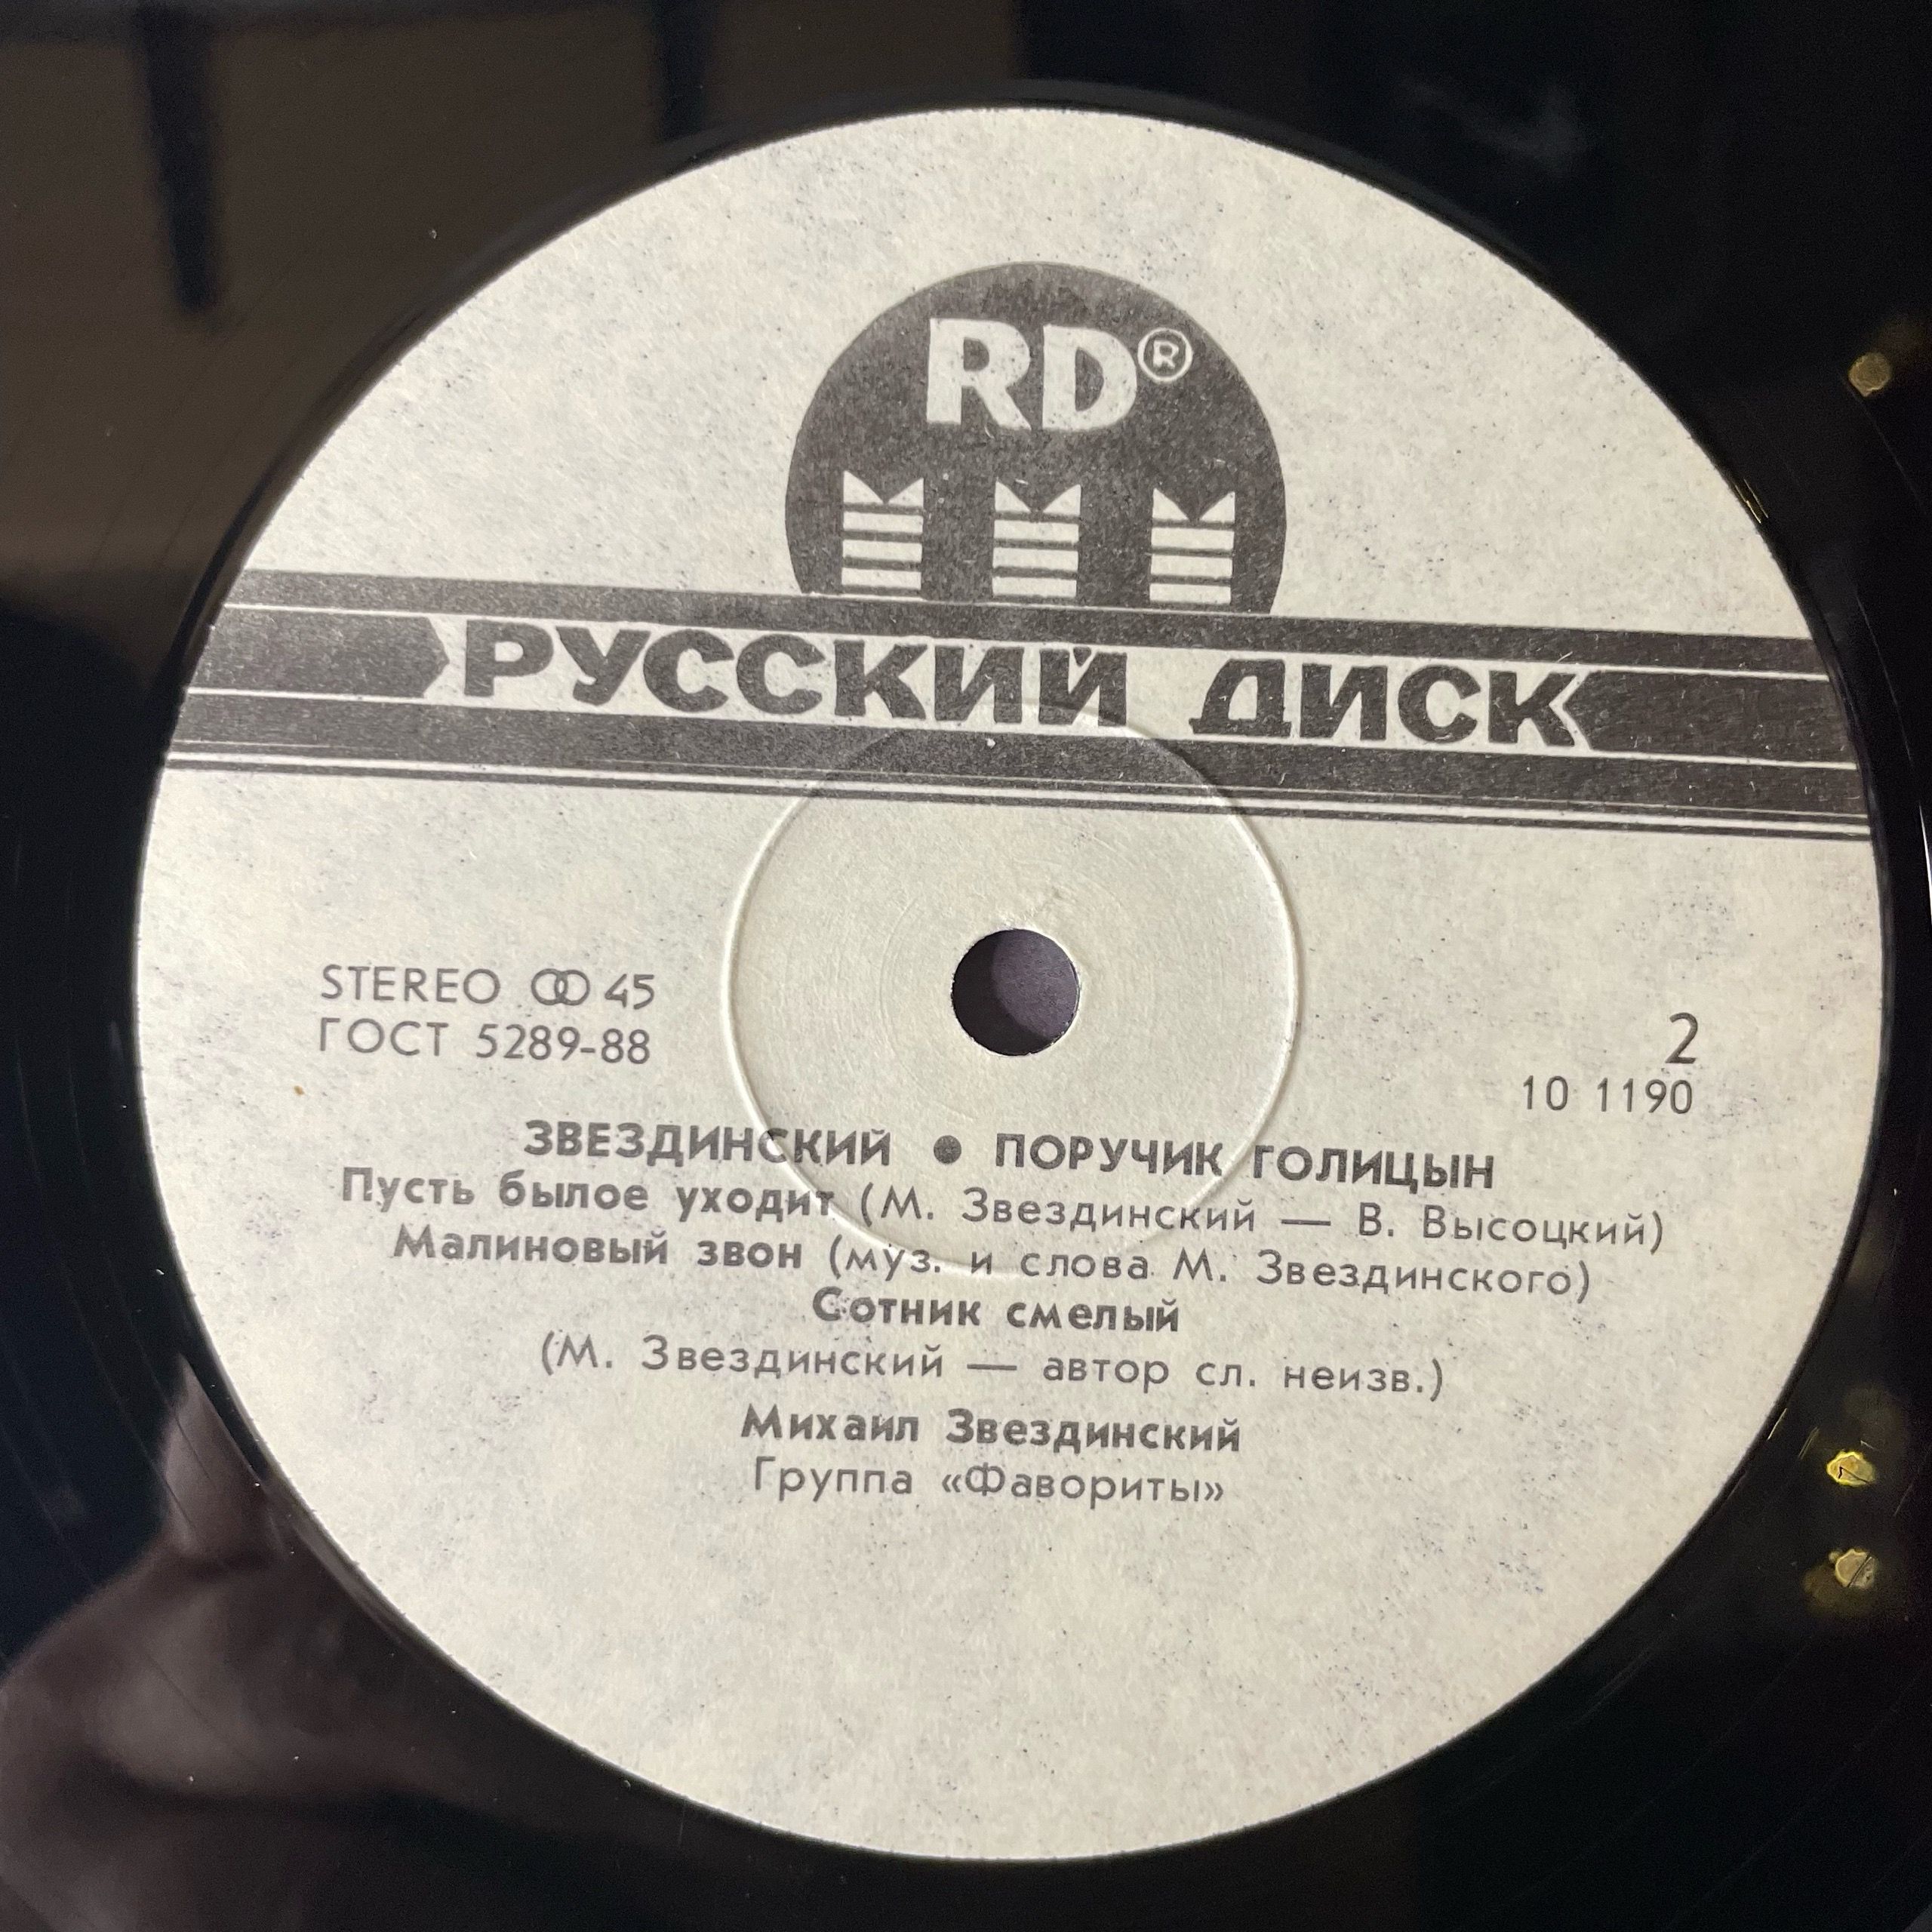 RD®
РУССКИЙ ДИСК
STEREO ꝎO 45
ГОСТ 5289-88
2
10 1190
ЗВЕЗДИНСКИЙ ● ПОРУЧИК ГОЛИЦЫН
Пусть былое уходит (М. Звездинский — В. Высоцкий)
Малиновый звон (муз. и слова М. Звездинского)
Сотник смелый
(М. Звездинский — автор сл. неизв.)
Михаил Звездинский
Группа «Фавориты»